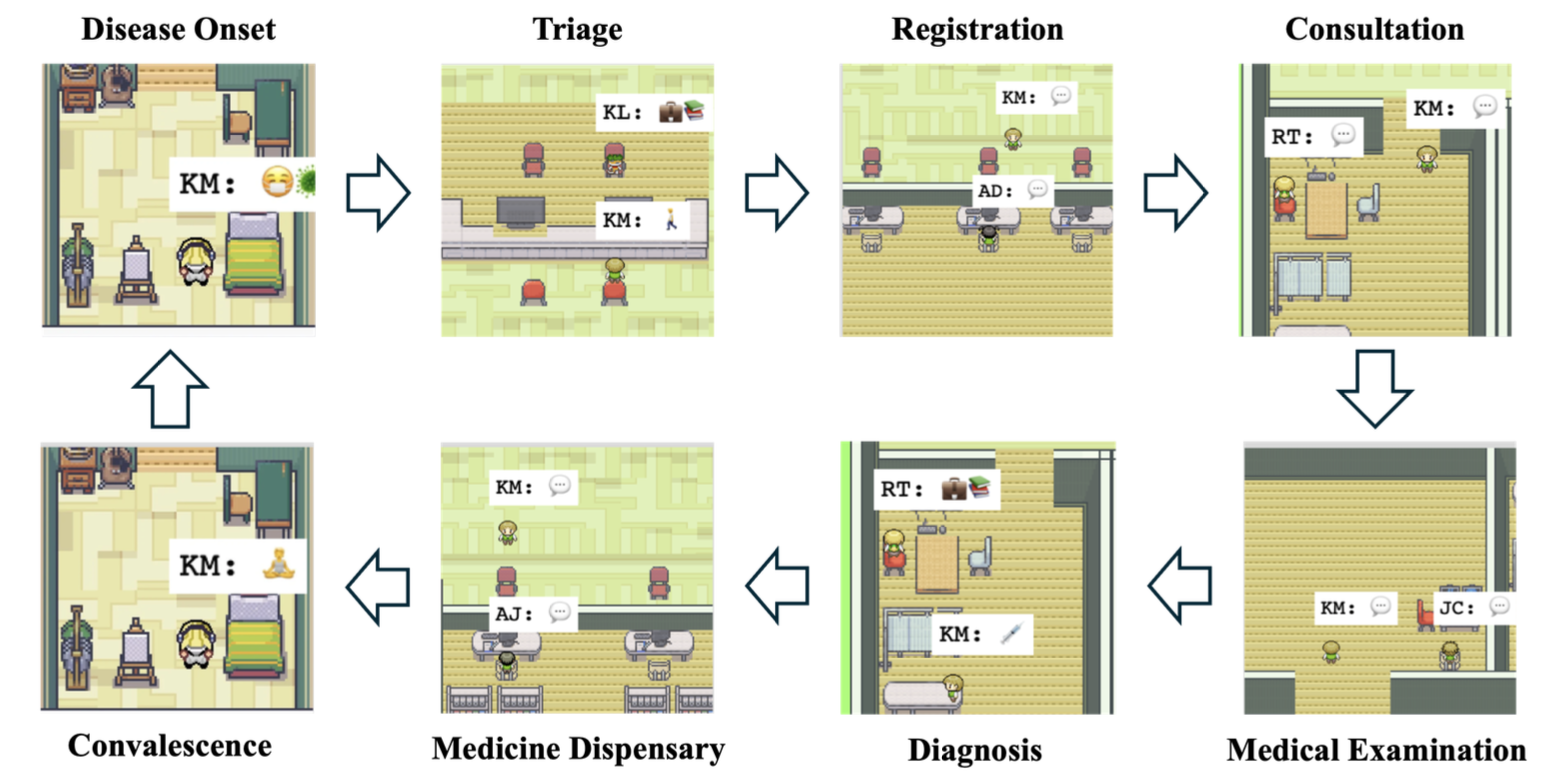 Disease Onset
Triage
Registration
Consultation
KM:
KL:
KM:
KM:
AD:
KM:
RT:
KM:
KM:
AJ:
RT:
KM:
KM:
JC:
Convalescence
Medicine Dispensary
Diagnosis
Medical Examination